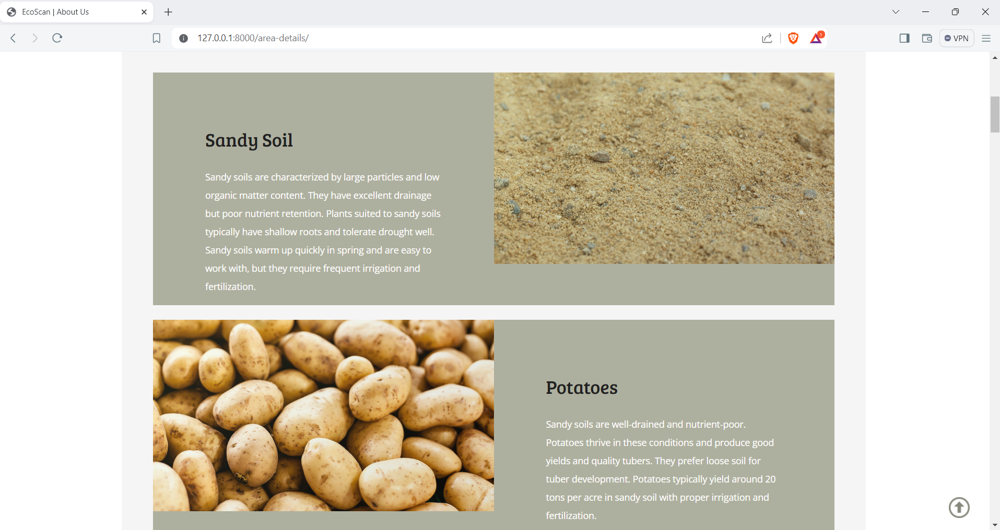 EcoScan | About Us
127.0.0.1:8000/area-details/
1
VPN
Sandy Soil
Sandy soils are characterized by large particles and low
organic matter content. They have excellent drainage
but poor nutrient retention. Plants suited to sandy soils
typically have shallow roots and tolerate drought well.
Sandy soils warm up quickly in spring and are easy to
work with, but they require frequent irrigation and
fertilization.
Potatoes
Sandy soils are well-drained and nutrient-poor.
Potatoes thrive in these conditions and produce good
yields and quality tubers. They prefer loose soil for
tuber development. Potatoes typically yield around 20
tons per acre in sandy soil with proper irrigation and
fertilization.